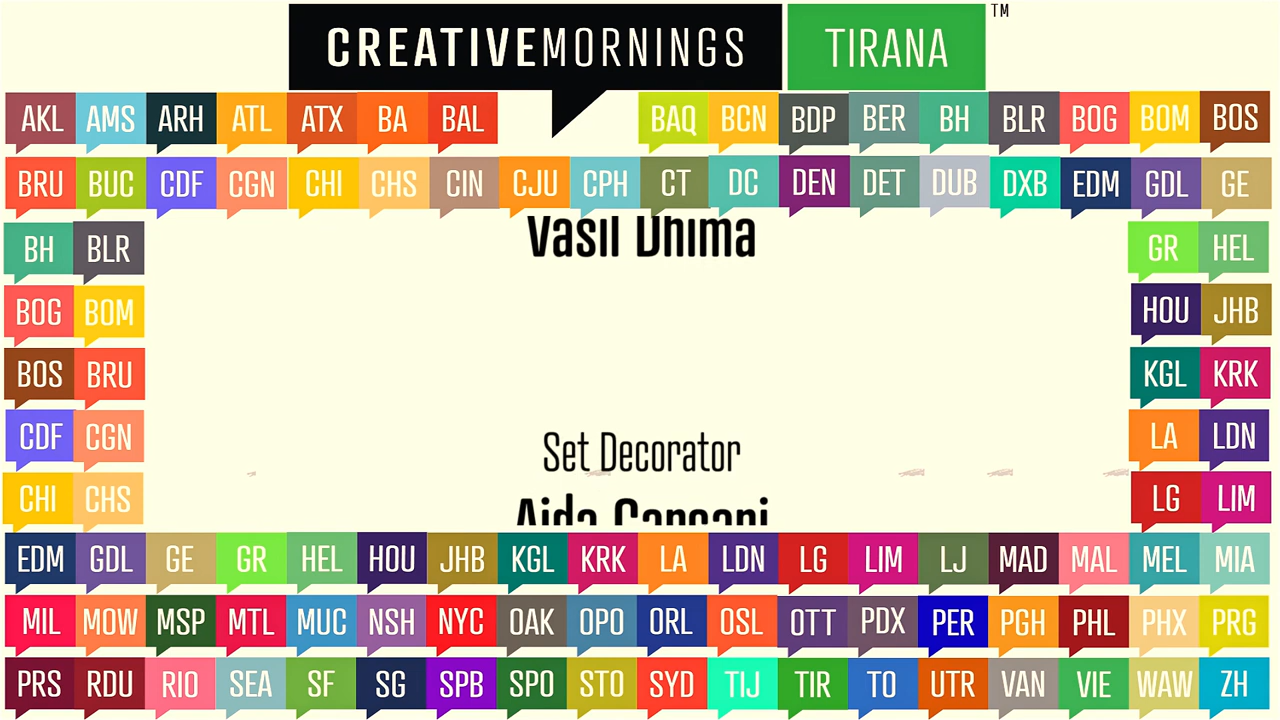 CREATIVEMORNINGS TIRANA TM
AKL AMS ARH ATL ATX BA BAL BAQ BCN BDP BER BH BLR BOG BOM BOS
BRU BUC CDF CGN CHI CHS CIN CJU CPH CT DC DEN DET DUB DXB EDM GDL GE
Vasil Dhima
BH BLR GR HEL
BOG BOM HOU JHB
BOS BRU KGL KRK
CDF CGN LA LDN
Set Decorator
CHI CHS LG LIM
Aida
EDM GDL GE GR HEL HOU JHB KGL KRK LA LDN LG LIM LJ MAD MAL MEL MIA
MIL MOW MSP MTL MUC NSH NYC OAK OPO ORL OSL OTT PDX PER PGH PHL PHX PRG
PRS RDU RIO SEA SF SG SPB SPO STO SYD TIJ TIR TO UTR VAN VIE WAW ZH